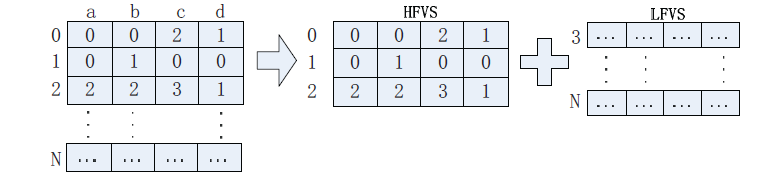 a b c d
0 0 0 2 1
1 0 1 0 0
2 2 2 3 1
N ... ... ... ...
HFVS
0 0 0 2 1
1 0 1 0 0
2 2 2 3 1
LFVS
3 ... ... ... ...
N ... ... ... ...